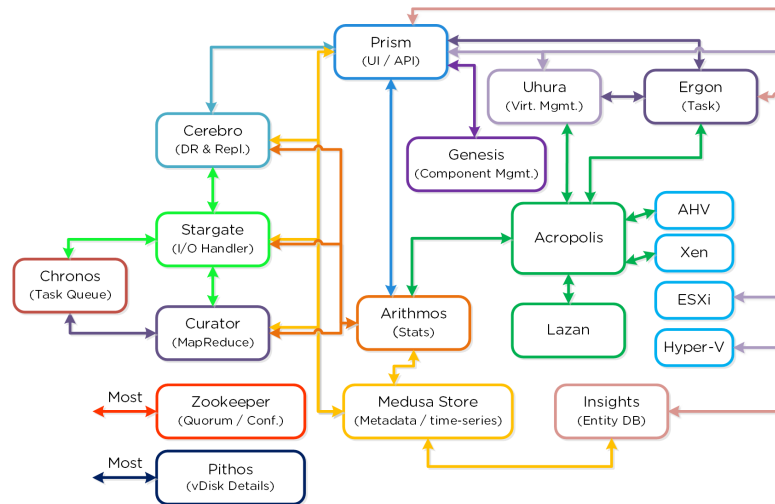 Prism
(UI / API)
Uhura
(Virt. Mgmt.)
Ergon
(Task)
Cerebro
(DR & Repl.)
Genesis
(Component Mgmt.)
Stargate
(I/O Handler)
Acropolis
AHV
Xen
Chronos
(Task Queue)
Curator
(MapReduce)
Arithmos
(Stats)
Lazan
ESXi
Hyper-V
Most
Zookeeper
(Quorum / Conf.)
Medusa Store
(Metadata / time-series)
Insights
(Entity DB)
Most
Pithos
(vDisk Details)